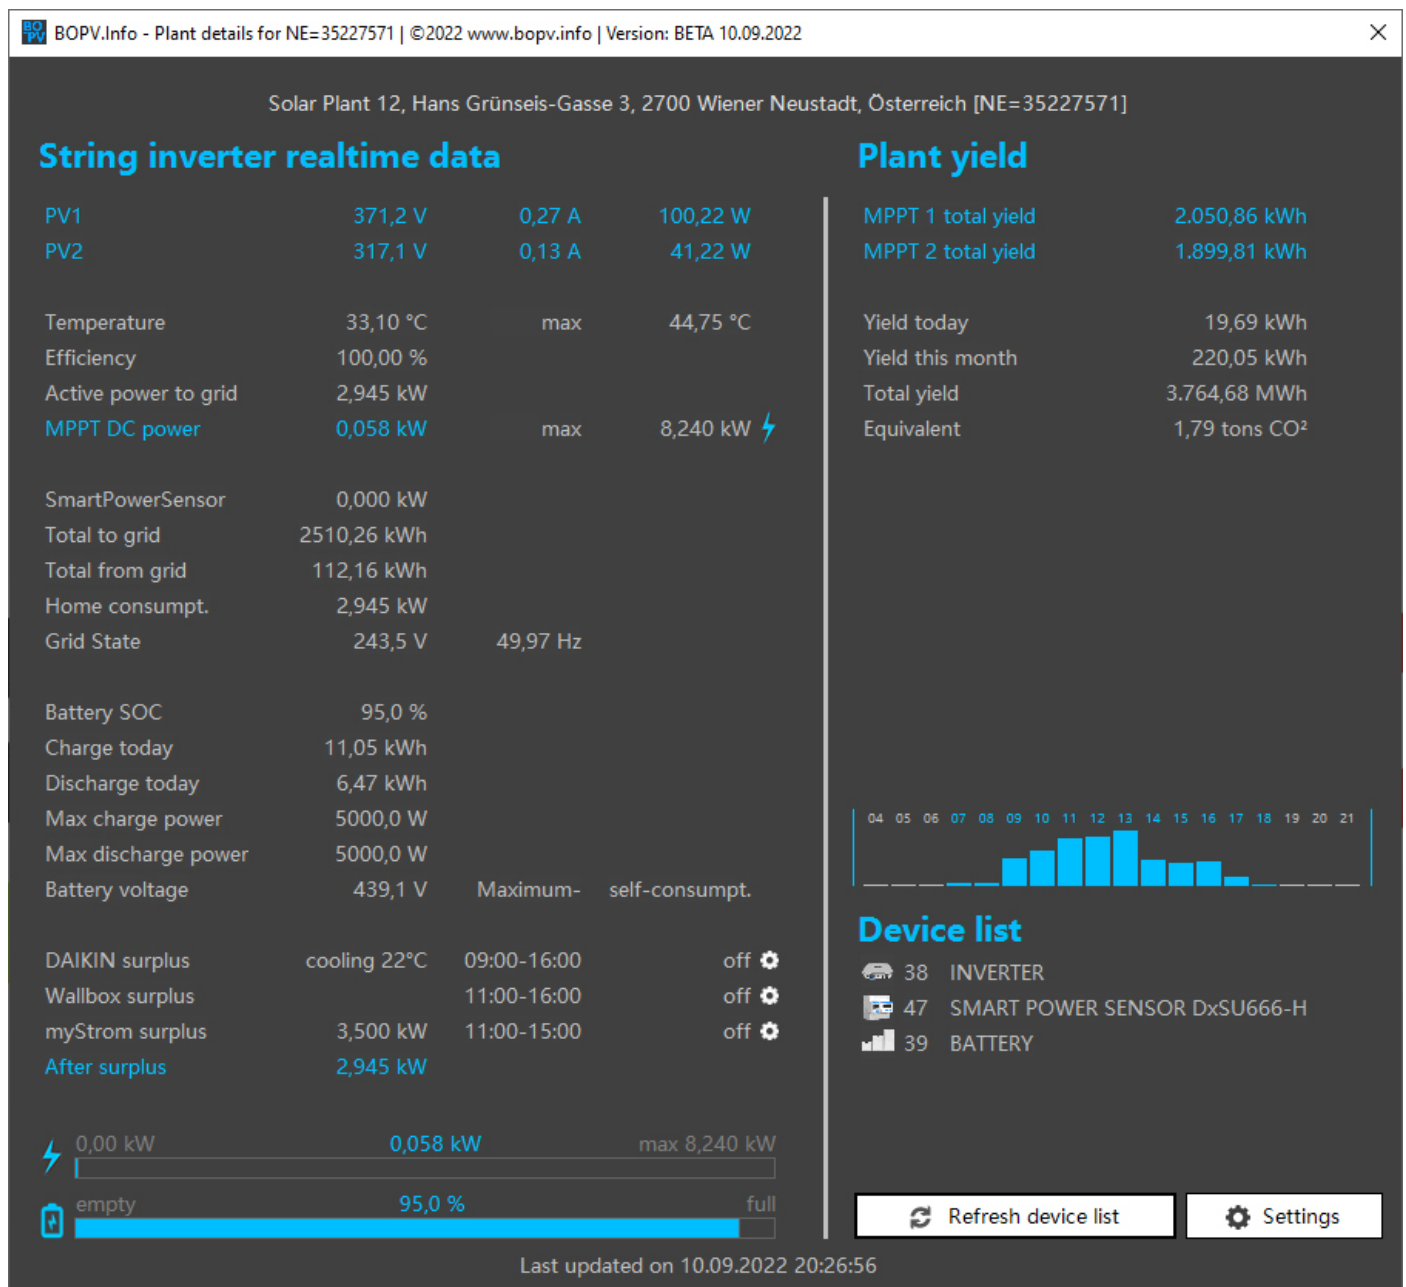 BOPV.Info - Plant details for NE=35227571 | ©2022 www.bopv.info | Version: BETA 10.09.2022
Solar Plant 12, Hans Grünseis-Gasse 3, 2700 Wiener Neustadt, Österreich [NE=35227571]
String inverter realtime data
PV1 371,2 V 0,27 A 100,22 W
PV2 317,1 V 0,13 A 41,22 W
Temperature 33,10 °C max 44,75 °C
Efficiency 100,00 %
Active power to grid 2,945 kW
MPPT DC power 0,058 kW max 8,240 kW
SmartPowerSensor 0,000 kW
Total to grid 2510,26 kWh
Total from grid 112,16 kWh
Home consumpt. 2,945 kW
Grid State 243,5 V 49,97 Hz
Battery SOC 95,0 %
Charge today 11,05 kWh
Discharge today 6,47 kWh
Max charge power 5000,0 W
Max discharge power 5000,0 W
Battery voltage 439,1 V Maximum- self-consumpt.
DAIKIN surplus cooling 22°C 09:00-16:00 off
Wallbox surplus 11:00-16:00 off
myStrom surplus 3,500 kW 11:00-15:00 off
After surplus 2,945 kW
0,00 kW 0,058 kW max 8,240 kW
empty 95,0 % full
Plant yield
MPPT 1 total yield 2.050,86 kWh
MPPT 2 total yield 1.899,81 kWh
Yield today 19,69 kWh
Yield this month 220,05 kWh
Total yield 3.764,68 MWh
Equivalent 1,79 tons CO²
04 05 06 07 08 09 10 11 12 13 14 15 16 17 18 19 20 21
Device list
38 INVERTER
47 SMART POWER SENSOR DxSU666-H
39 BATTERY
Refresh device list Settings
Last updated on 10.09.2022 20:26:56